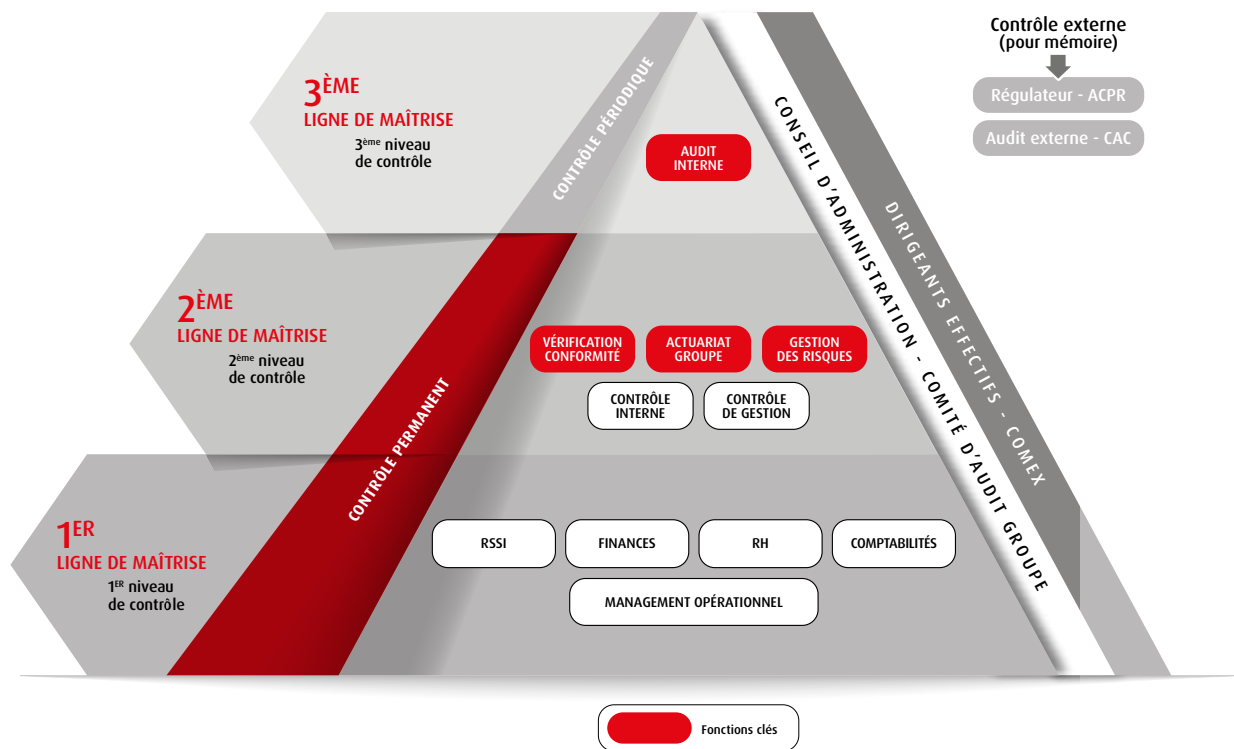 Contrôle externe
(pour mémoire)
Régulateur - ACPR
Audit externe - CAC
3ÈME
LIGNE DE MAÎTRISE
3ème niveau
de contrôle
CONTRÔLE PÉRIODIQUE
AUDIT
INTERNE
CONSEIL D'ADMINISTRATION - COMITÉ D'AUDIT GROUPE
DIRIGEANTS EFFECTIFS - COMEX
2ÈME
LIGNE DE MAÎTRISE
2ème niveau
de contrôle
CONTRÔLE PERMANENT
VÉRIFICATION
CONFORMITÉ
ACTUARIAT
GROUPE
GESTION
DES RISQUES
CONTRÔLE
INTERNE
CONTRÔLE
DE GESTION
1ER
LIGNE DE MAÎTRISE
1ER niveau
de contrôle
RSSI
FINANCES
RH
COMPTABILITÉS
MANAGEMENT OPÉRATIONNEL
Fonctions clés